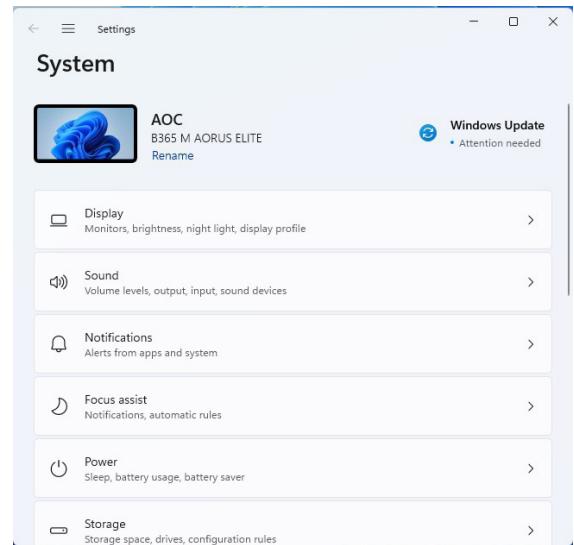 Settings
System
AOC
B365 M AORUS ELITE
Rename
Windows Update
• Attention needed
Display
Monitors, brightness, night light, display profile
Sound
Volume levels, output, input, sound devices
Notifications
Alerts from apps and system
Focus assist
Notifications, automatic rules
Power
Sleep, battery usage, battery saver
Storage
Storage space, drives, configuration rules